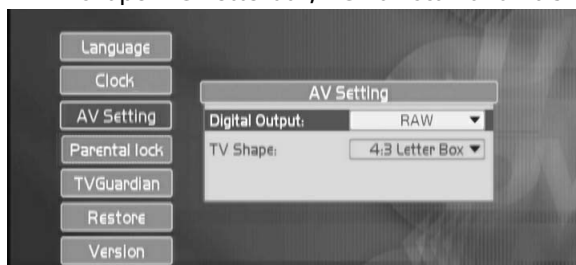 Language
Clock
AV Setting
Parental lock
TVGuardian
Restore
Version
AV Setting
Digital Output: RAW
TV Shape: 4:3 Letter Box